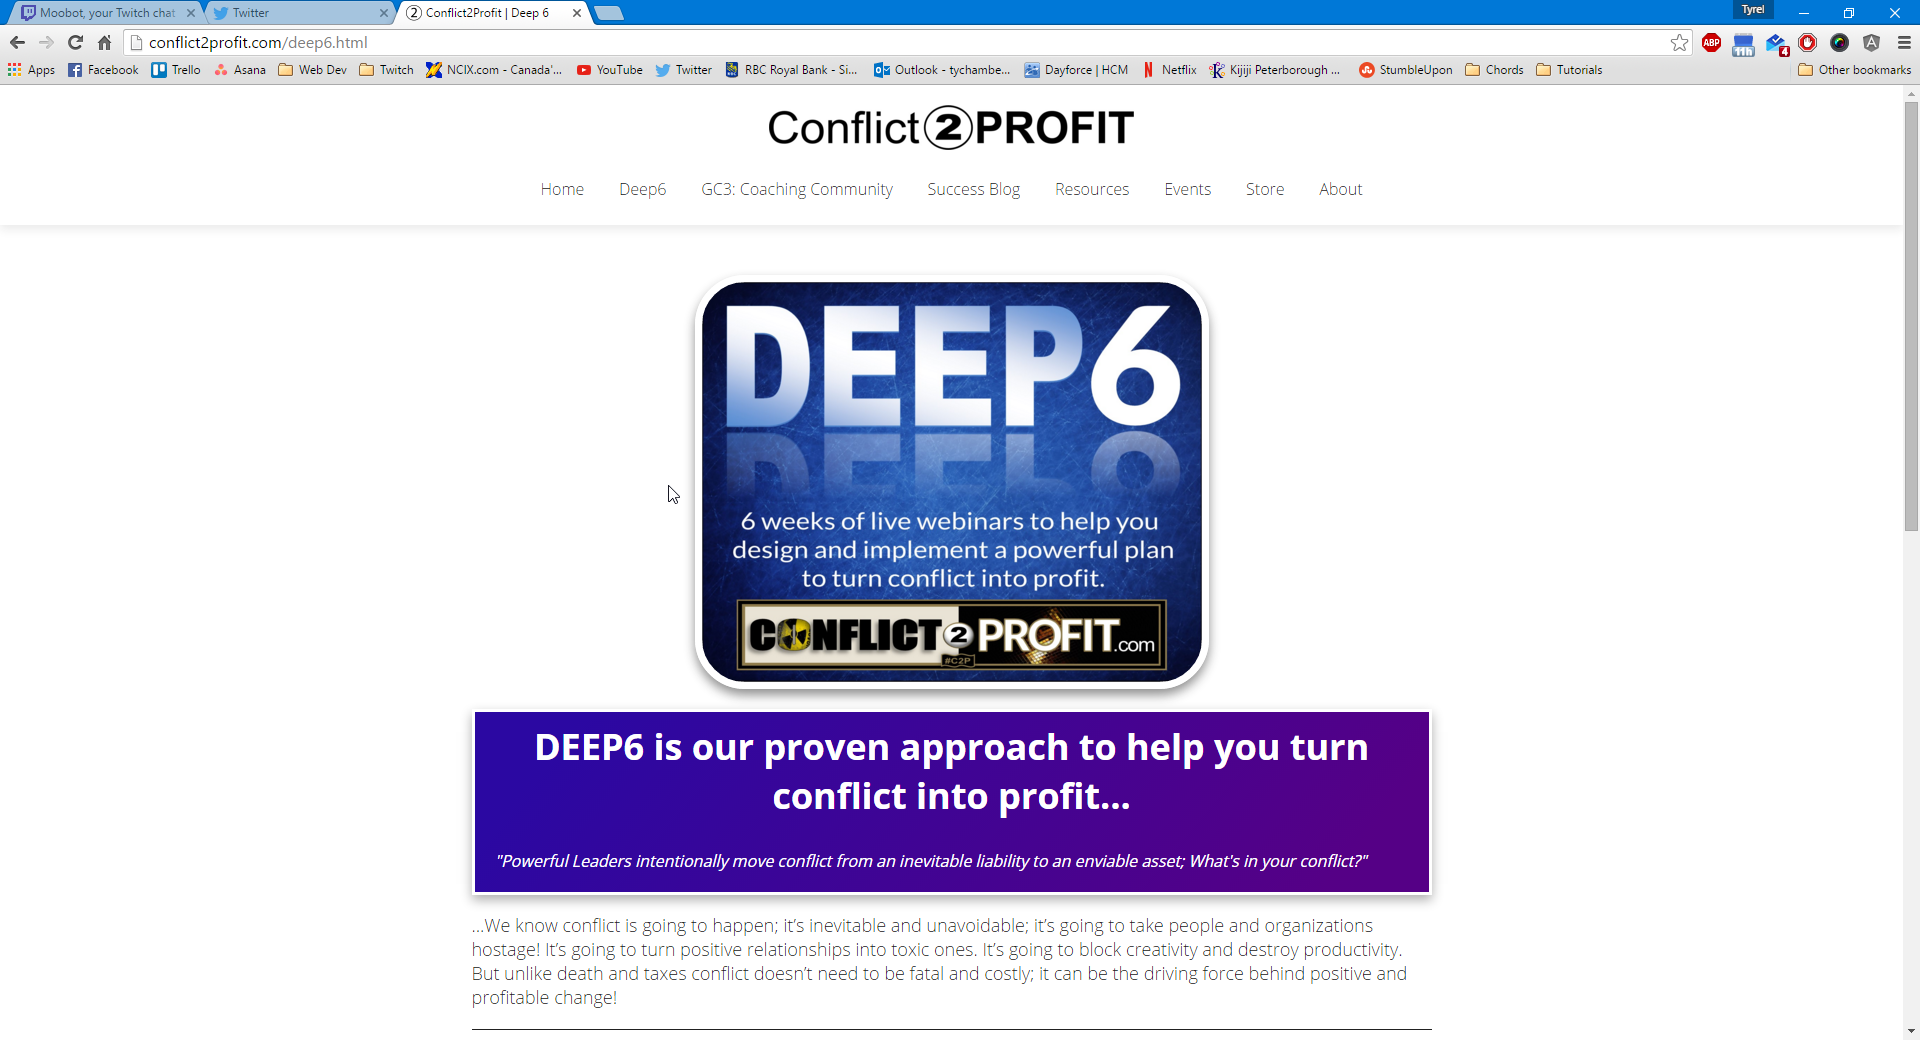 Moobot, your Twitch chat
Twitter
Conflict2Profit | Deep 6
Tyrel
conflict2profit.com/deep6.html
ABP
11h
4
Apps
Facebook
Trello
Asana
Web Dev
Twitch
NCIX.com - Canada'...
YouTube
Twitter
RBC Royal Bank - Si...
Outlook - tychambe...
Dayforce | HCM
Netflix
Kijiji Peterborough ...
StumbleUpon
Chords
Tutorials
Other bookmarks
Conflict2PROFIT
Home
Deep6
GC3: Coaching Community
Success Blog
Resources
Events
Store
About
DEEP6
6 weeks of live webinars to help you
design and implement a powerful plan
to turn conflict into profit.
CONFLICT2PROFIT.com
#C2P
DEEP6 is our proven approach to help you turn
conflict into profit...
"Powerful Leaders intentionally move conflict from an inevitable liability to an enviable asset; What's in your conflict?"
...We know conflict is going to happen; it’s inevitable and unavoidable; it’s going to take people and organizations
hostage! It’s going to turn positive relationships into toxic ones. It’s going to block creativity and destroy productivity.
But unlike death and taxes conflict doesn’t need to be fatal and costly; it can be the driving force behind positive and
profitable change!